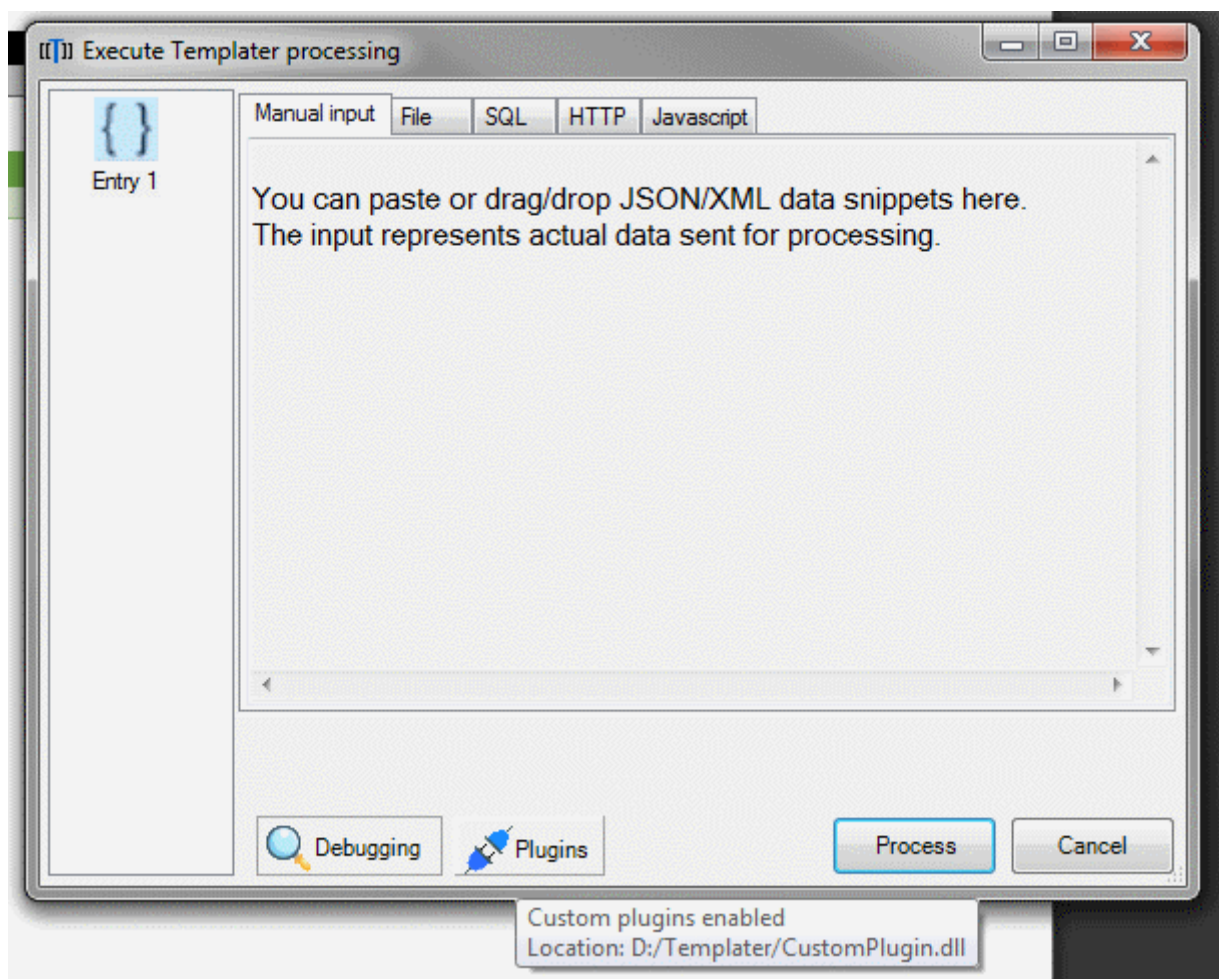 [[T]] Execute Templater processing
{ }
Entry 1
Manual input File SQL HTTP Javascript
You can paste or drag/drop JSON/XML data snippets here.
The input represents actual data sent for processing.
Debugging Plugins Process Cancel
Custom plugins enabled
Location: D:/Templater/CustomPlugin.dll